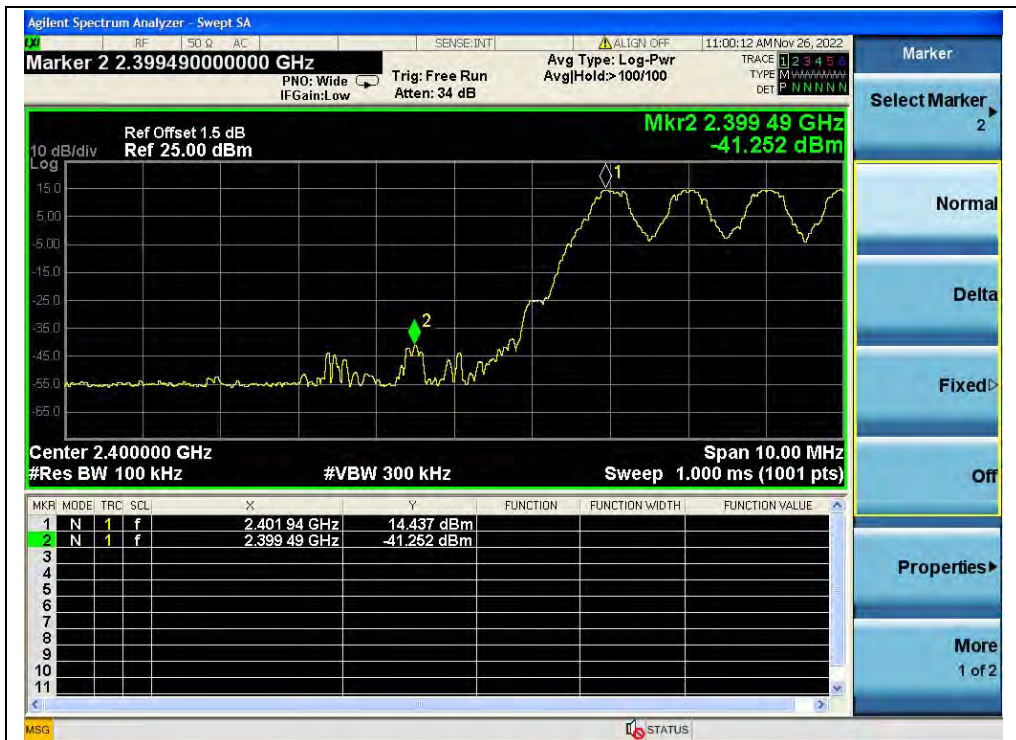 Agilent Spectrum Analyzer - Swept SA
LXI RF 50 Ω AC SENSE:INT ALIGN OFF 11:00:12 AM Nov 26, 2022
Marker 2 2.399490000000 GHz
PNO: Wide
IFGain:Low
Trig: Free Run
Atten: 34 dB
Avg Type: Log-Pwr
Avg|Hold:>100/100
TRACE 1 2 3 4 5 6
TYPE M
DET P N N N N N
Mkr2 2.399 49 GHz
-41.252 dBm
Ref Offset 1.5 dB
10 dB/div Ref 25.00 dBm
Log
15.0
5.00
-5.00
-15.0
-25.0
-35.0
-45.0
-55.0
-65.0
1
2
Center 2.400000 GHz Span 10.00 MHz
#Res BW 100 kHz #VBW 300 kHz Sweep 1.000 ms (1001 pts)
MKR MODE TRC SCL X Y FUNCTION FUNCTION WIDTH FUNCTION VALUE
1 N 1 f 2.401 94 GHz 14.437 dBm
2 N 1 f 2.399 49 GHz -41.252 dBm
3
4
5
6
7
8
9
10
11
MSG STATUS
Marker
Select Marker
2
Normal
Delta
Fixed
Off
Properties
More
1 of 2